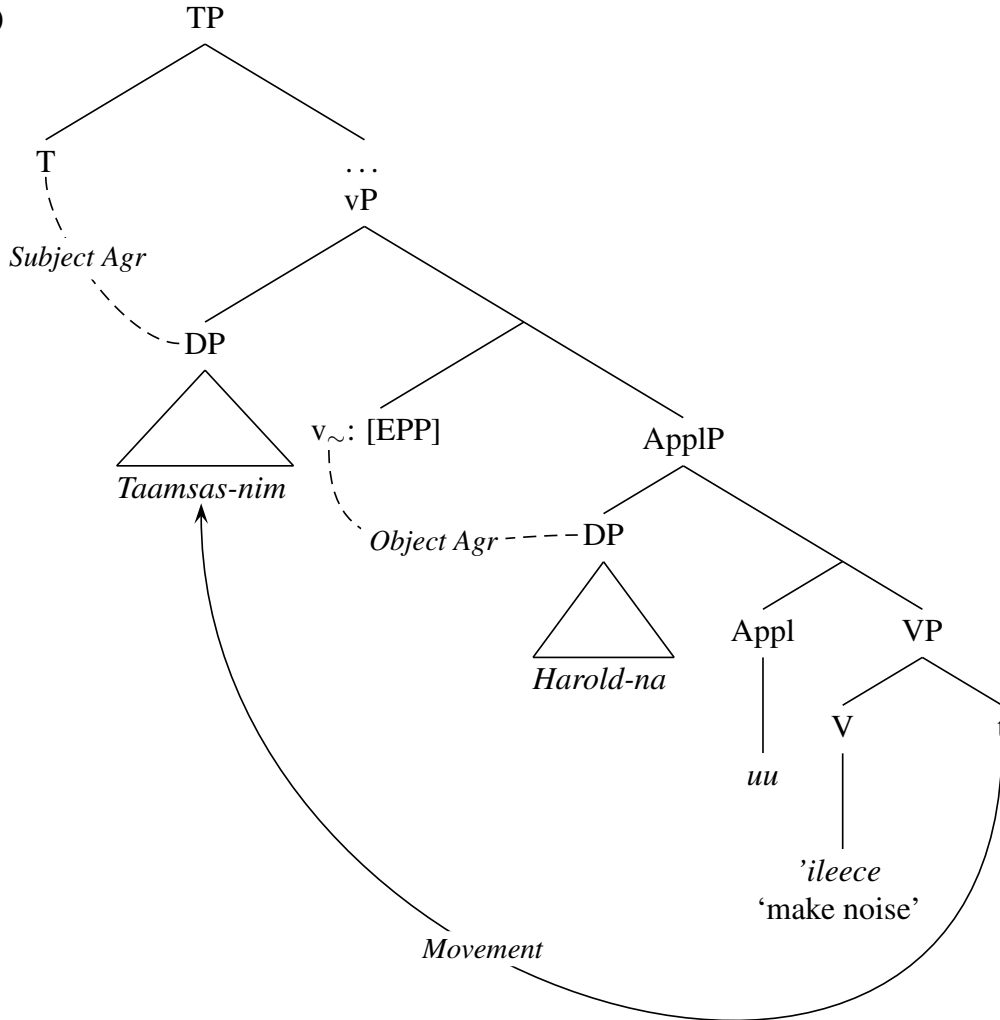 )
TP
T
...
vP
Subject Agr
DP
v~: [EPP]
ApplP
Taamsas-nim
Object Agr
DP
Appl
VP
Harold-na
V
t
uu
’ileece
‘make noise’
Movement